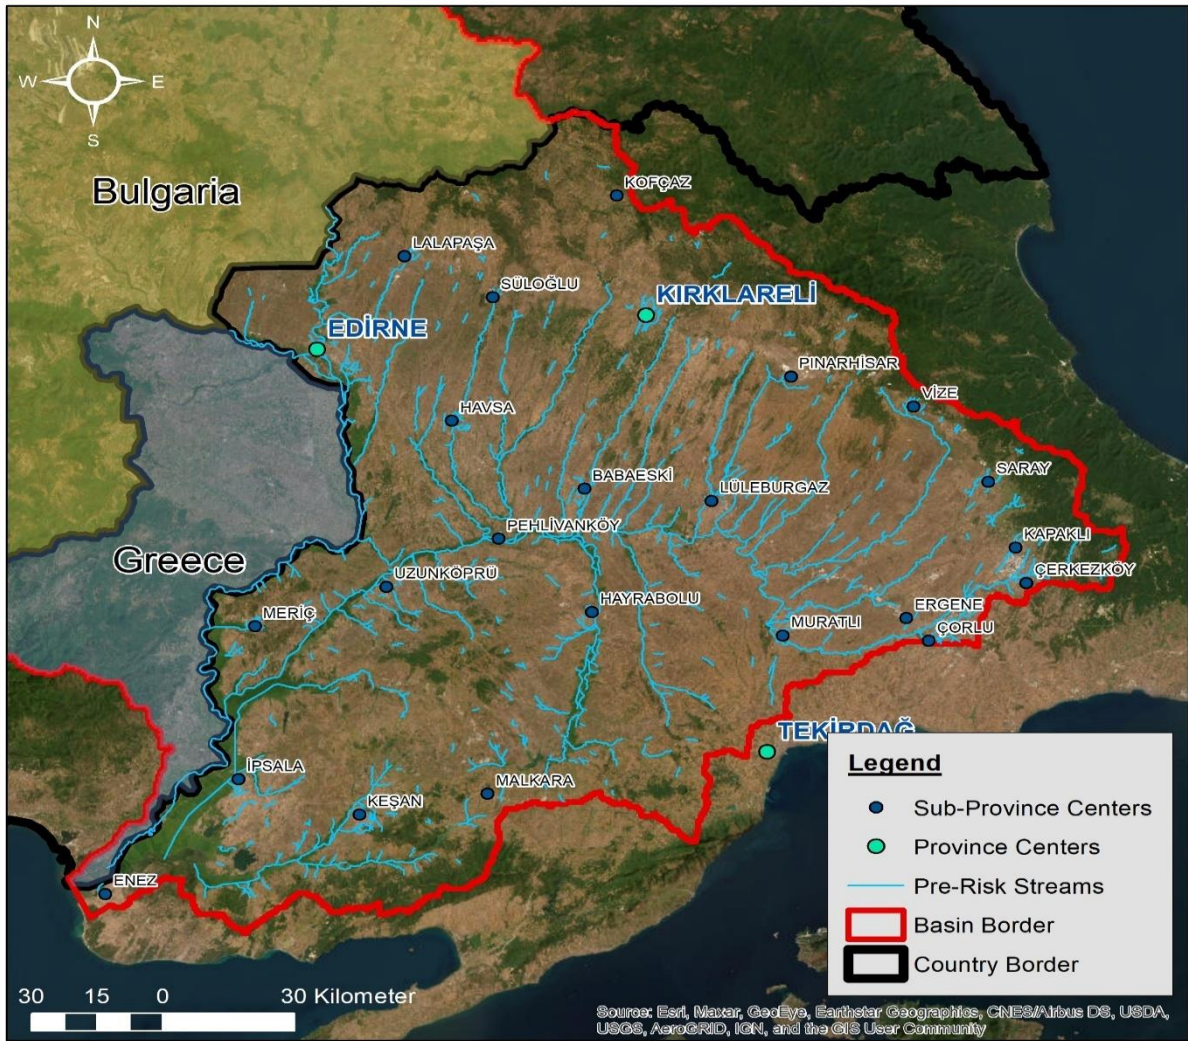 N
W E
S
Bulgaria
KOFÇAZ
LALAPAŞA
SÜLOĞLU
KIRKLARELİ
EDİRNE
PINARHİSAR
VİZE
HAVSA
SARAY
BABAESKİ
LÜLEBURGAZ
PEHLİVANKÖY
KAPAKLI
Greece
ÇERKEZKÖY
UZUNKÖPRÜ
HAYRABOLU
ERGENE
MERİÇ
MURATLI
ÇORLU
TEKİRDAĞ
İPSALA
MALKARA
KEŞAN
ENEZ
Legend
Sub-Province Centers
Province Centers
Pre-Risk Streams
Basin Border
Country Border
30 15 0 30 Kilometer
Source: Esri, Maxar, GeoEye, Earthstar Geographics, CNES/Airbus DS, USDA,
USGS, AeroGRID, IGN, and the GIS User Community